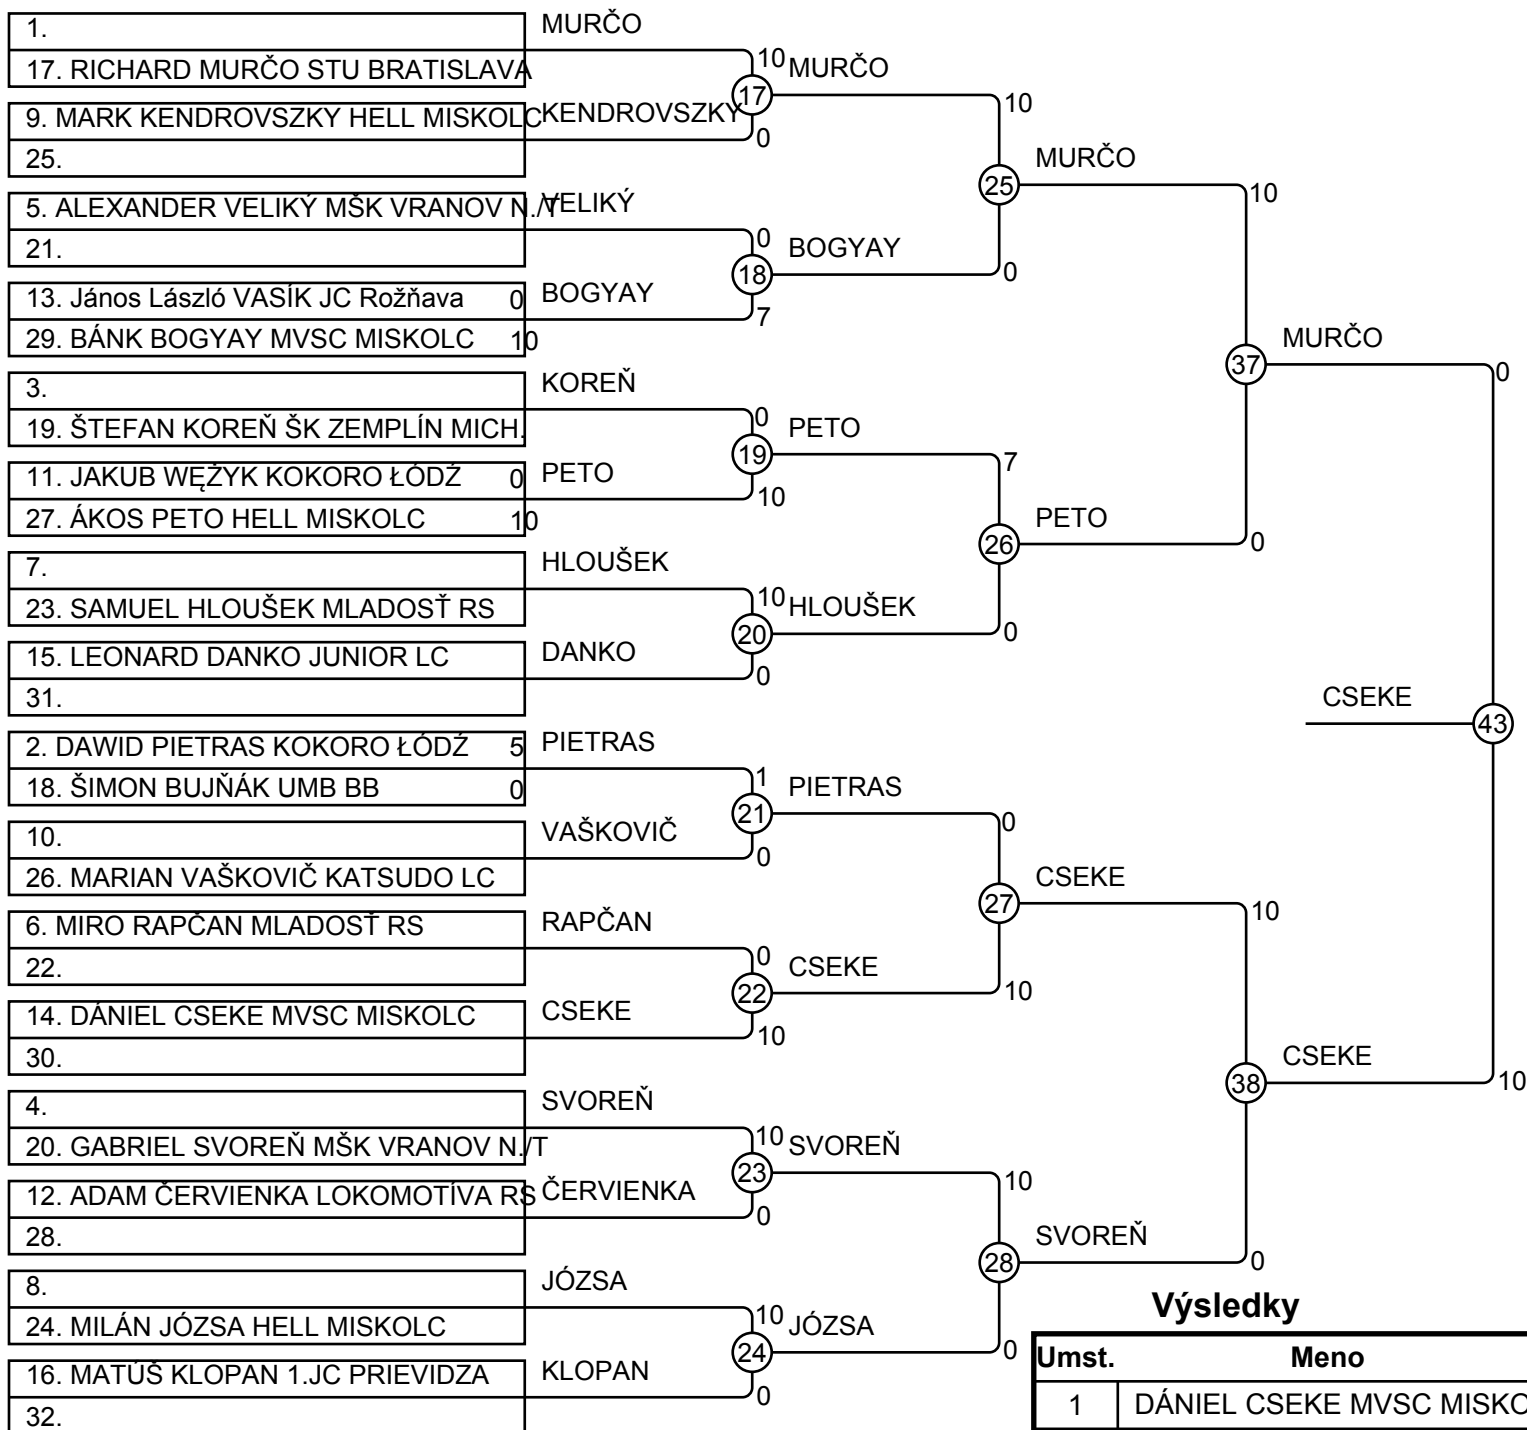 1.
17. RICHARD MURČO STU BRATISLAVA
9. MARK KENDROVSZKY HELL MISKOLC
25.
5. ALEXANDER VELIKÝ MŠK VRANOV N./T
21.
13. János László VASÍK JC Rožňava 0
29. BÁNK BOGYAY MVSC MISKOLC 10
3.
19. ŠTEFAN KOREŇ ŠK ZEMPLÍN MICH.
11. JAKUB WĘŻYK KOKORO ŁÓDŹ 0
27. ÁKOS PETO HELL MISKOLC 10
7.
23. SAMUEL HLOUŠEK MLADOSŤ RS
15. LEONARD DANKO JUNIOR LC
31.
2. DAWID PIETRAS KOKORO ŁÓDŹ 5
18. ŠIMON BUJŇÁK UMB BB 0
10.
26. MARIAN VAŠKOVIČ KATSUDO LC
6. MIRO RAPČAN MLADOSŤ RS
22.
14. DÁNIEL CSEKE MVSC MISKOLC
30.
4.
20. GABRIEL SVOREŇ MŠK VRANOV N./T
12. ADAM ČERVIENKA LOKOMOTÍVA RS
28.
8.
24. MILÁN JÓZSA HELL MISKOLC
16. MATÚŠ KLOPAN 1.JC PRIEVIDZA
32.
MURČO
10
17
KENDROVSZKY
0
VELIKÝ
0
18
BOGYAY
7
KOREŇ
0
19
PETO
10
HLOUŠEK
10
20
DANKO
0
PIETRAS
1
21
VAŠKOVIČ
0
RAPČAN
0
22
CSEKE
10
SVOREŇ
10
23
ČERVIENKA
0
JÓZSA
10
24
KLOPAN
0
MURČO
10
25
BOGYAY
0
PETO
7
26
HLOUŠEK
0
PIETRAS
0
27
CSEKE
10
SVOREŇ
10
28
JÓZSA
0
MURČO
10
37
PETO
0
CSEKE
10
38
SVOREŇ
0
MURČO
0
CSEKE
43
CSEKE
10
Výsledky
Umst. Meno
1 DÁNIEL CSEKE MVSC